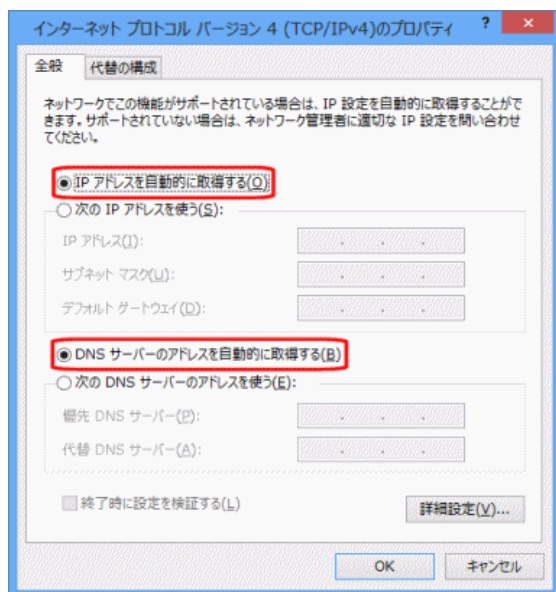 インターネット プロトコル バージョン 4 (TCP/IPv4)のプロパティ ? ×
全般 代替の構成
ネットワークでこの機能がサポートされている場合は、IP 設定を自動的に取得することがで
きます。サポートされていない場合は、ネットワーク管理者に適切な IP 設定を問い合わせ
てください。
IP アドレスを自動的に取得する(O)
次の IP アドレスを使う(S):
IP アドレス(I):
サブネット マスク(U):
デフォルト ゲートウェイ(D):
DNS サーバーのアドレスを自動的に取得する(B)
次の DNS サーバーのアドレスを使う(E):
優先 DNS サーバー(P):
代替 DNS サーバー(A):
終了時に設定を検証する(L)
詳細設定(V)...
OK キャンセル